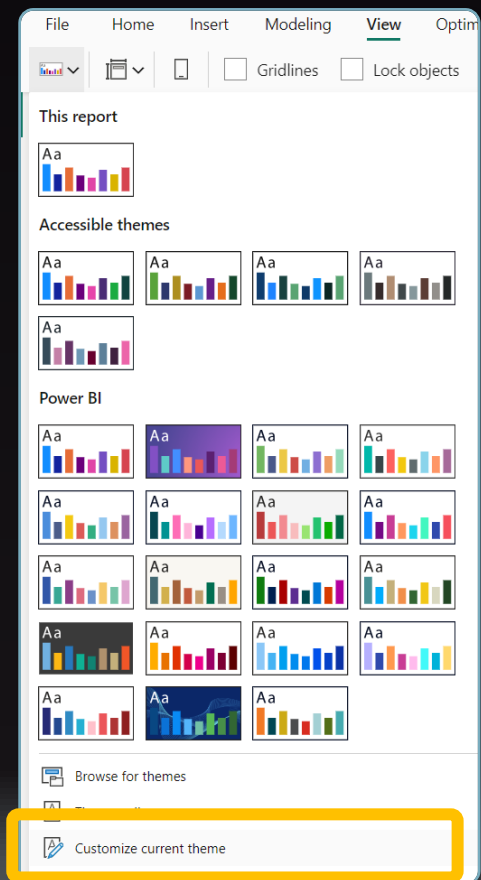 File Home Insert Modeling View Optim
Gridlines Lock objects
This report
Aa
Accessible themes
Aa Aa Aa Aa
Aa
Power BI
Aa Aa Aa Aa
Aa Aa Aa Aa
Aa Aa Aa Aa
Aa Aa Aa Aa
Aa Aa Aa
Browse for themes
Customize current theme